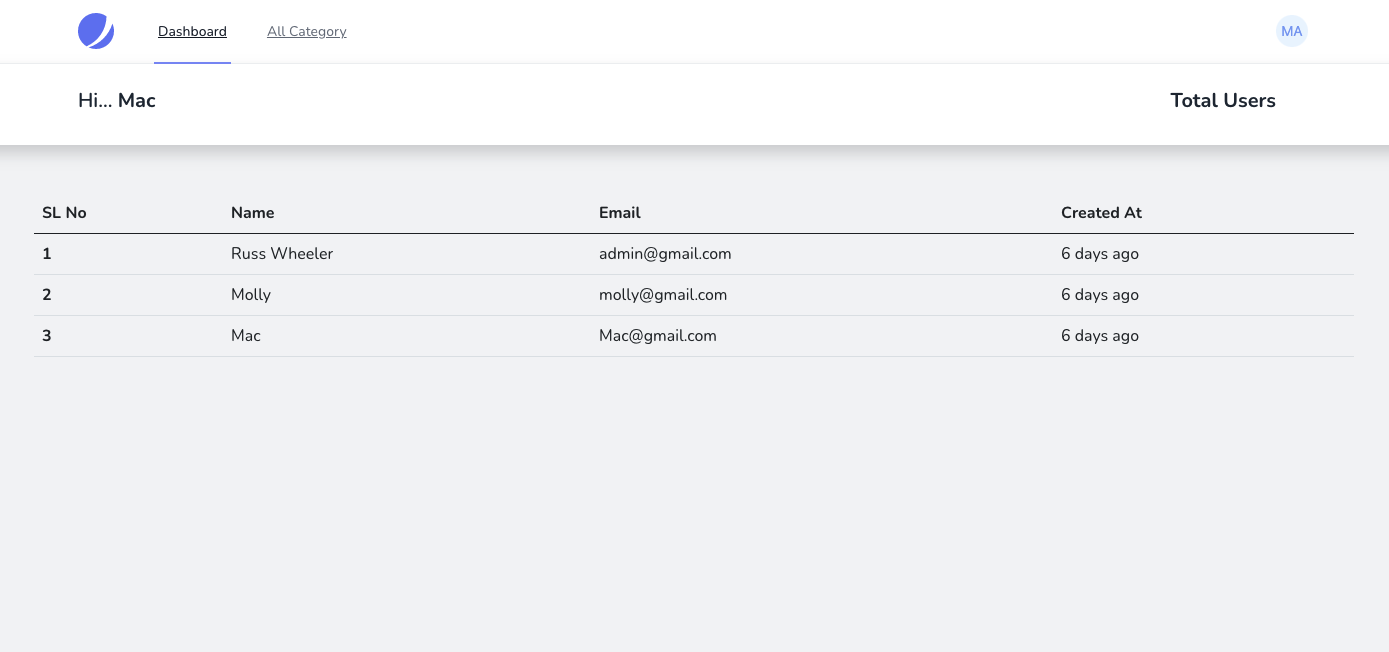 Dashboard All Category MA
Hi... Mac Total Users
SL No Name Email Created At
1 Russ Wheeler admin@gmail.com 6 days ago
2 Molly molly@gmail.com 6 days ago
3 Mac Mac@gmail.com 6 days ago